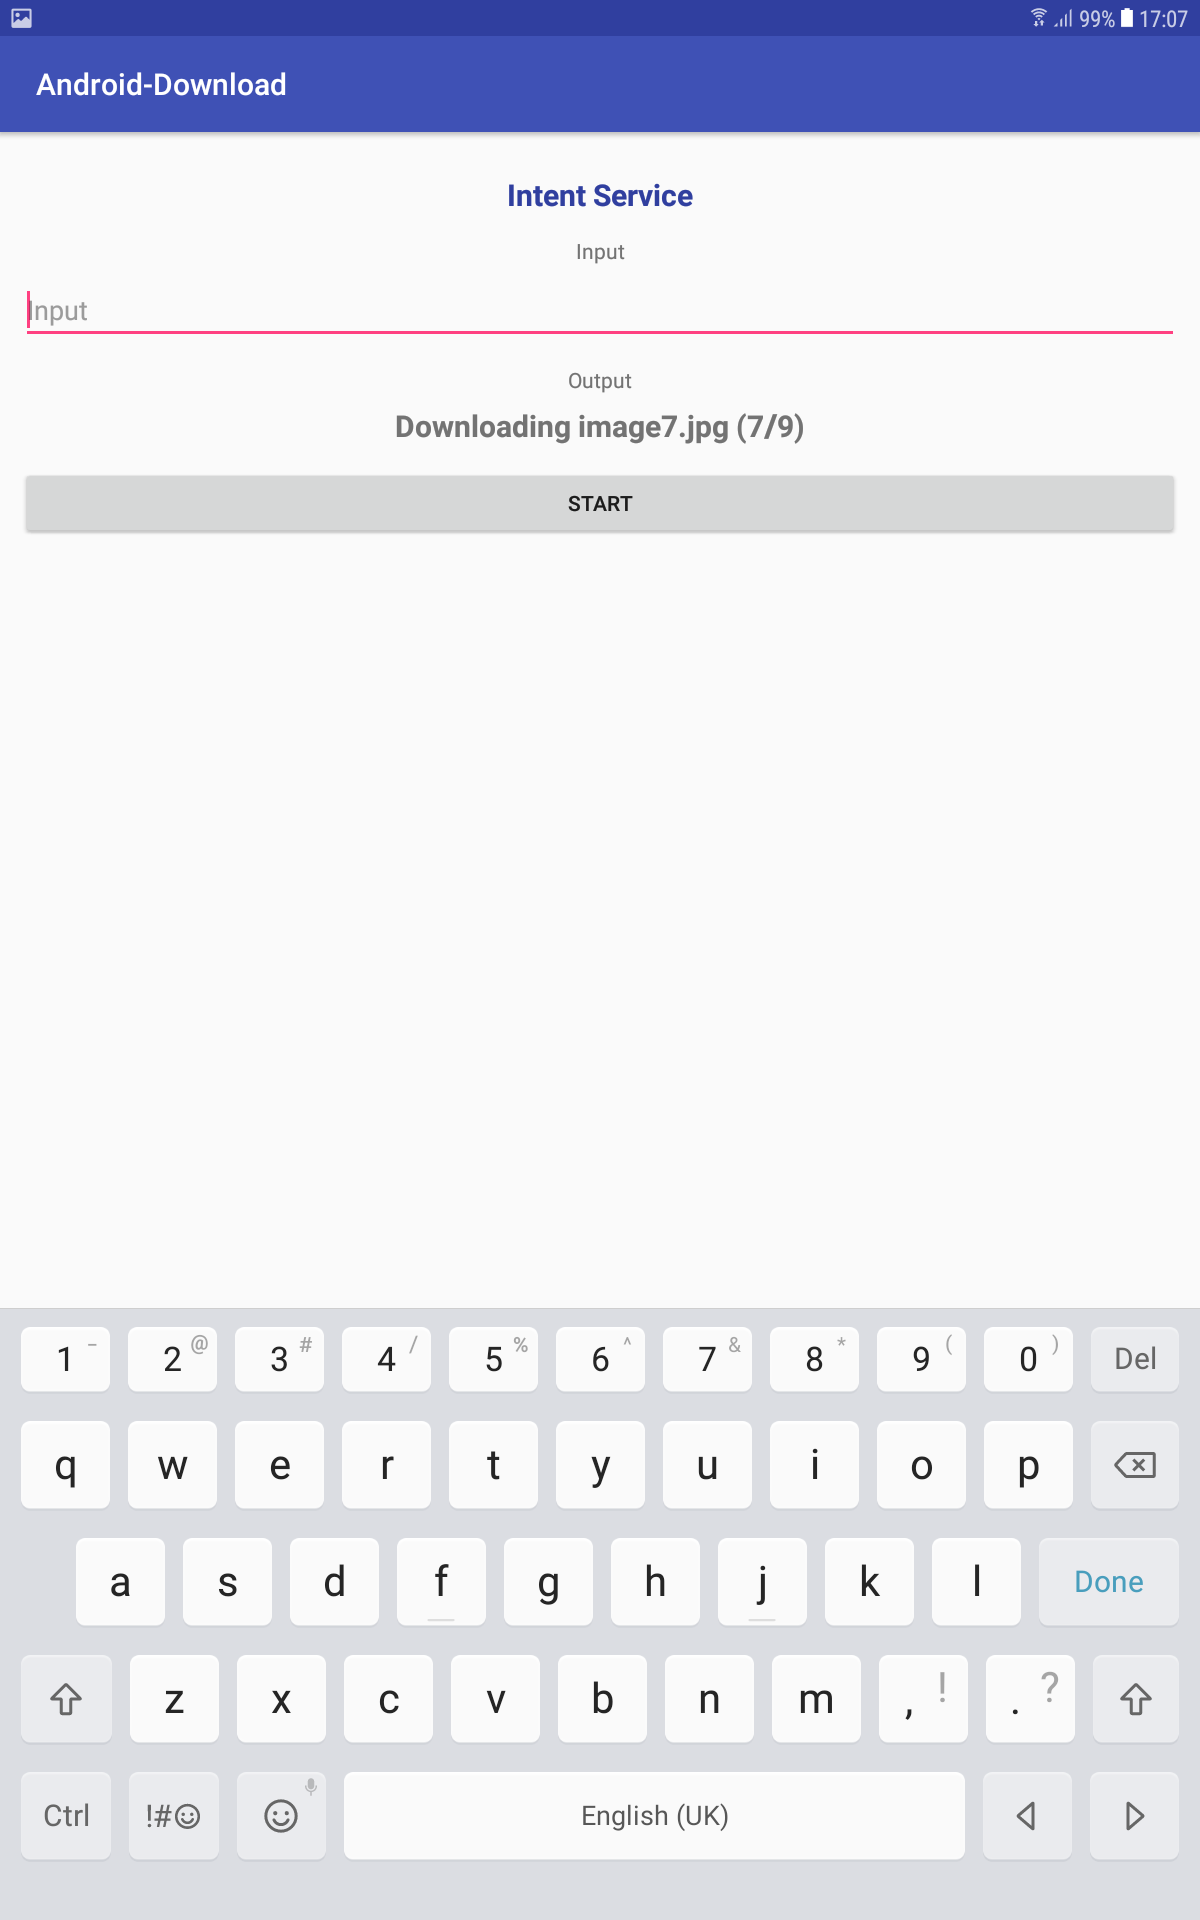 99% 17:07
Android-Download
Intent Service
Input
Input
Output
Downloading image7.jpg (7/9)
START
1 - 2 @ 3 # 4 / 5 % 6 ^ 7 & 8 * 9 ( 0 ) Del
q w e r t y u i o p
a s d f g h j k l Done
z x c v b n m , ! . ?
Ctrl !#☺ English (UK)